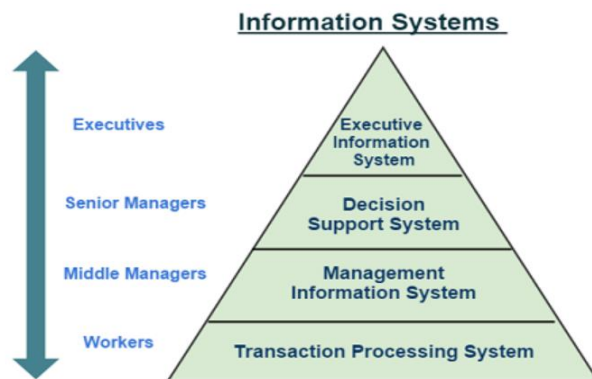 Information Systems
Executives
Executive
Information
System
Senior Managers
Decision
Support System
Middle Managers
Management
Information System
Workers
Transaction Processing System